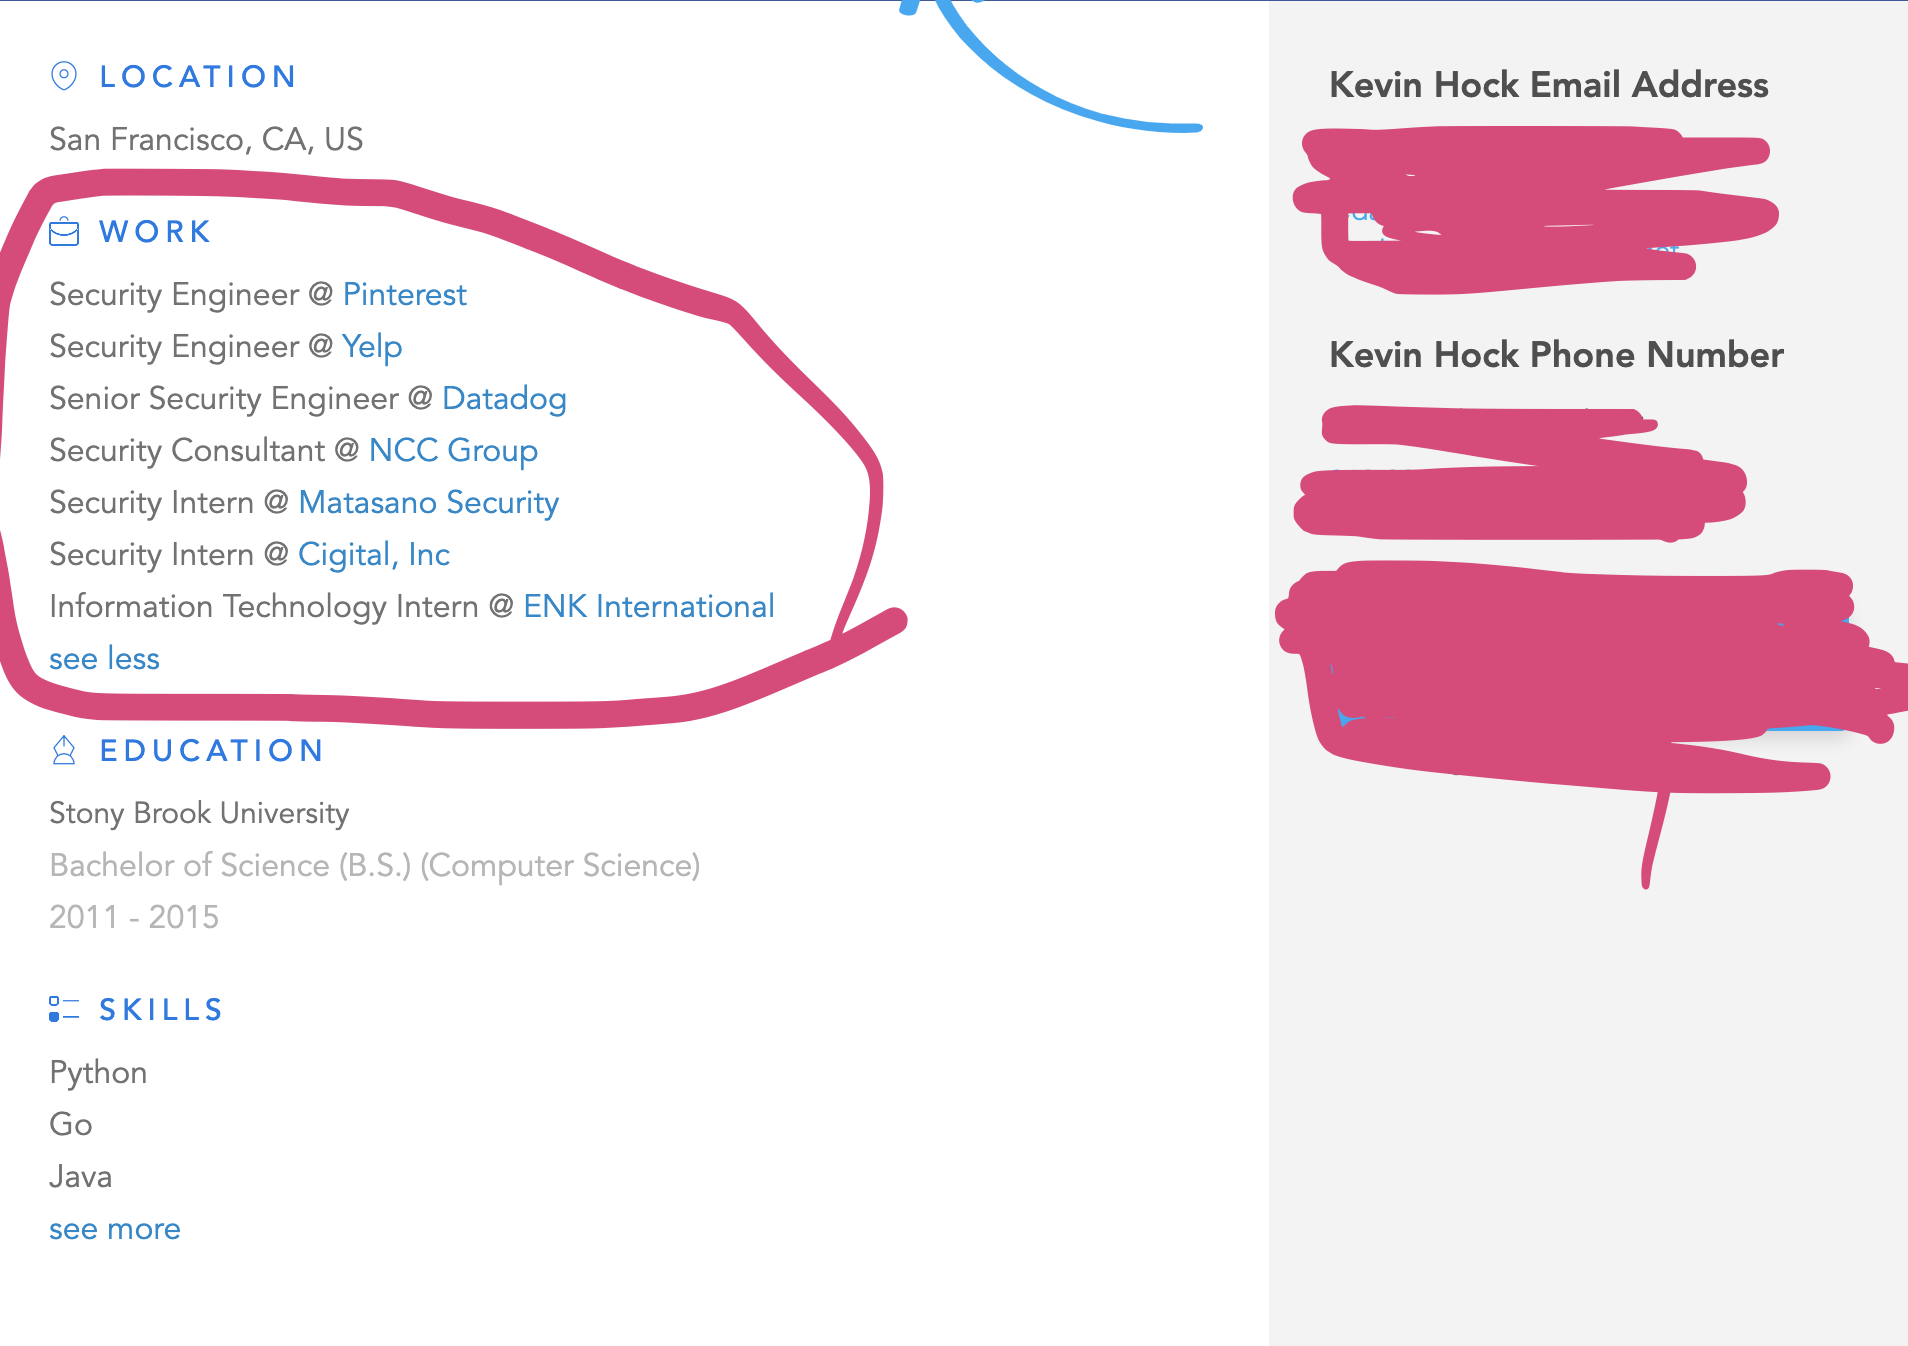 LOCATION
San Francisco, CA, US
WORK
Security Engineer @ Pinterest
Security Engineer @ Yelp
Senior Security Engineer @ Datadog
Security Consultant @ NCC Group
Security Intern @ Matasano Security
Security Intern @ Cigital, Inc
Information Technology Intern @ ENK International
see less
EDUCATION
Stony Brook University
Bachelor of Science (B.S.) (Computer Science)
2011 - 2015
SKILLS
Python
Go
Java
see more
Kevin Hock Email Address
Kevin Hock Phone Number